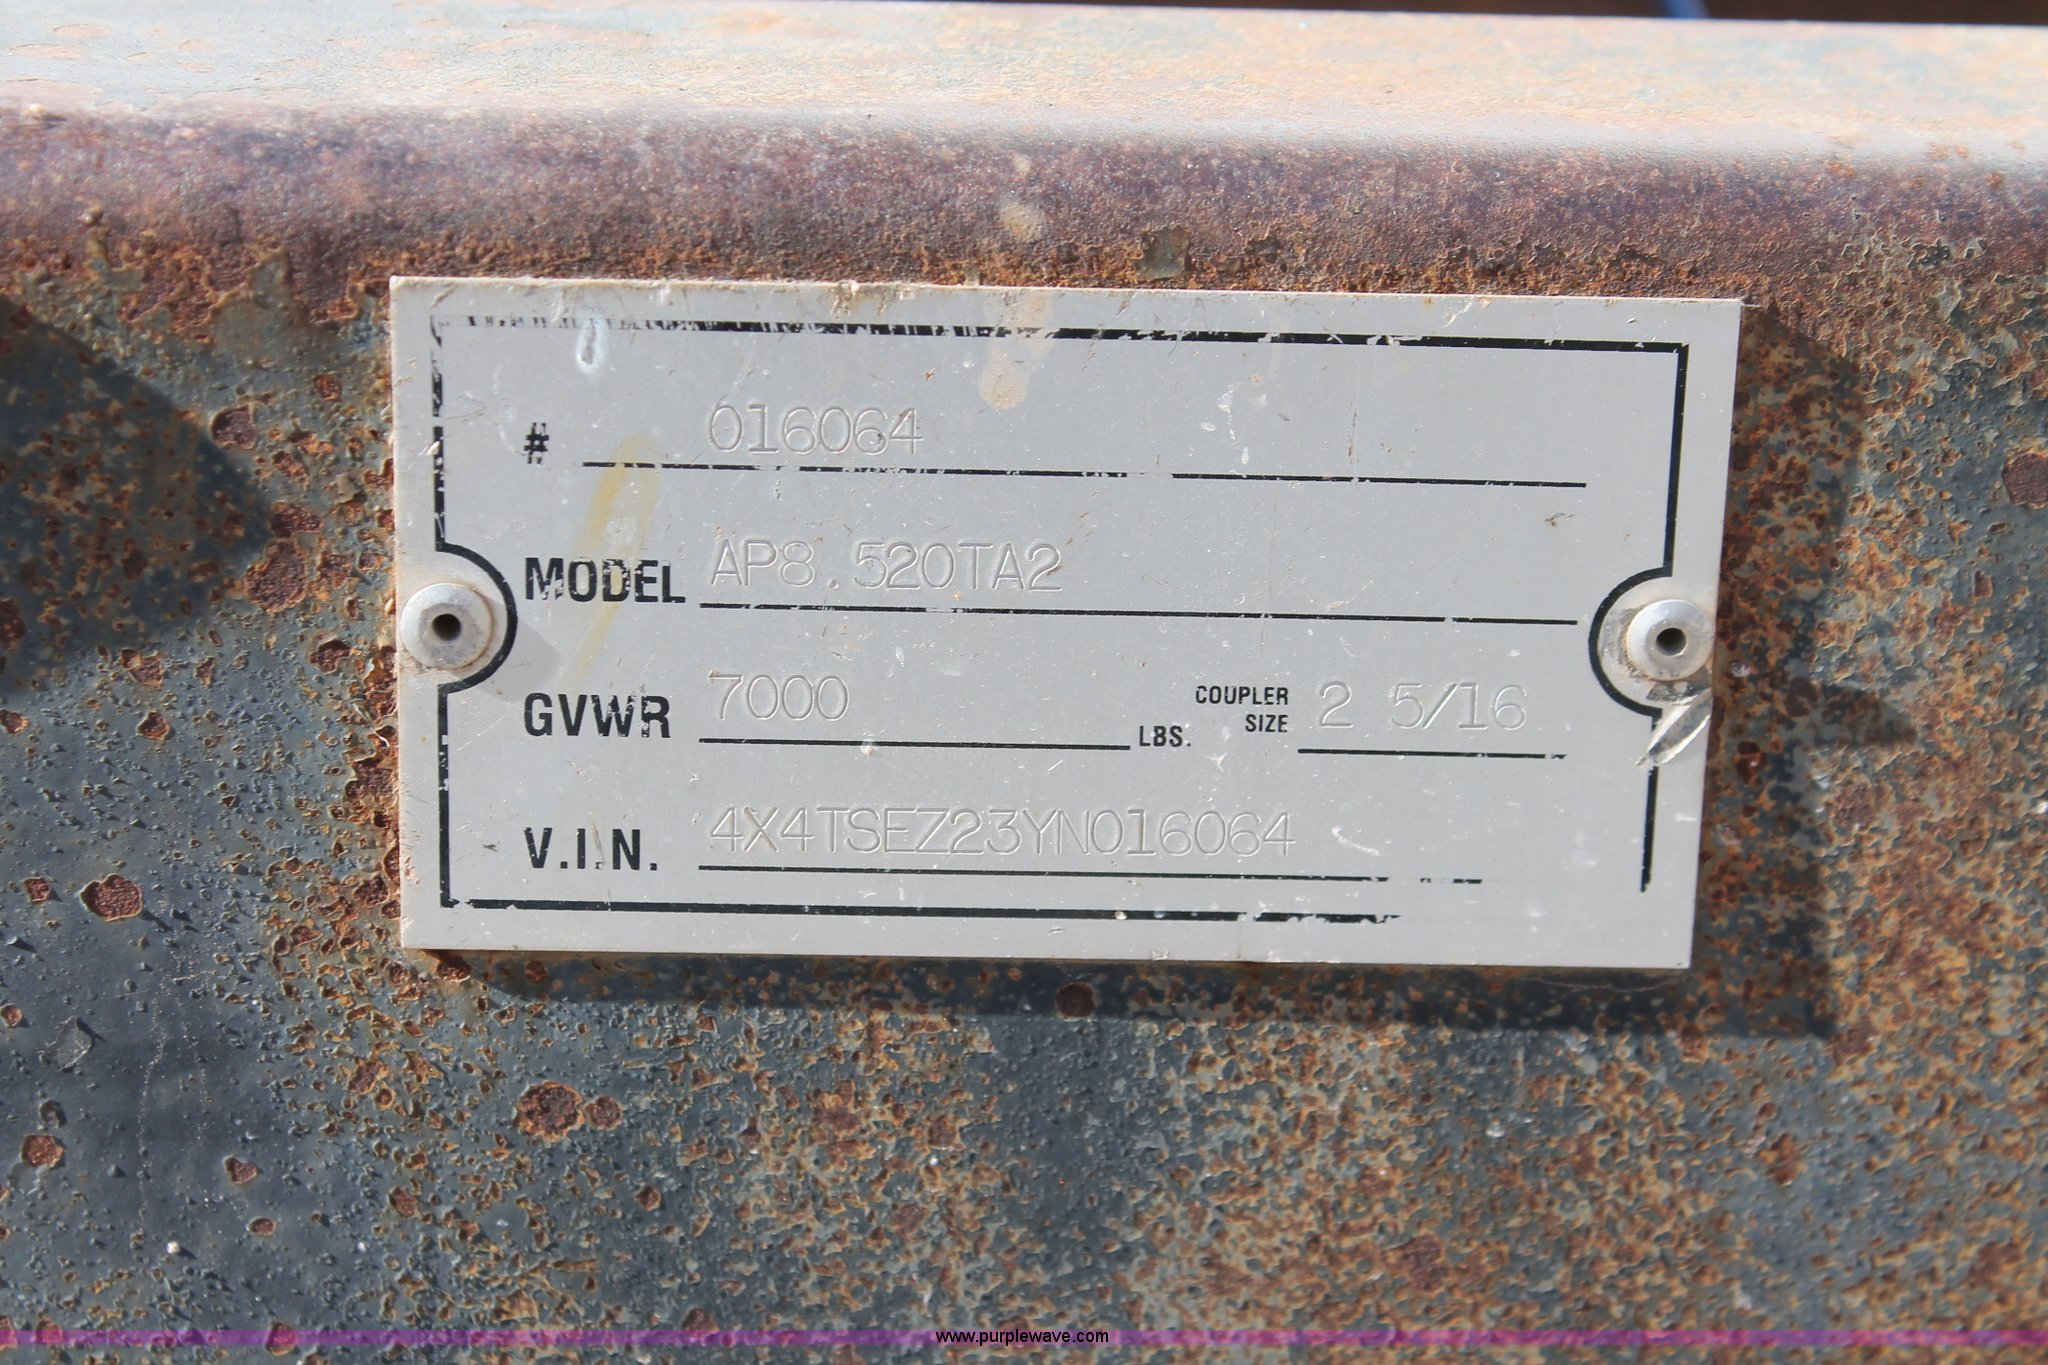 # 016064
MODEL AP8.520TA2
GVWR 7000 LBS. COUPLER SIZE 2 5/16
V.I.N. 4X4TSEZ23YN016064
www.purplewave.com